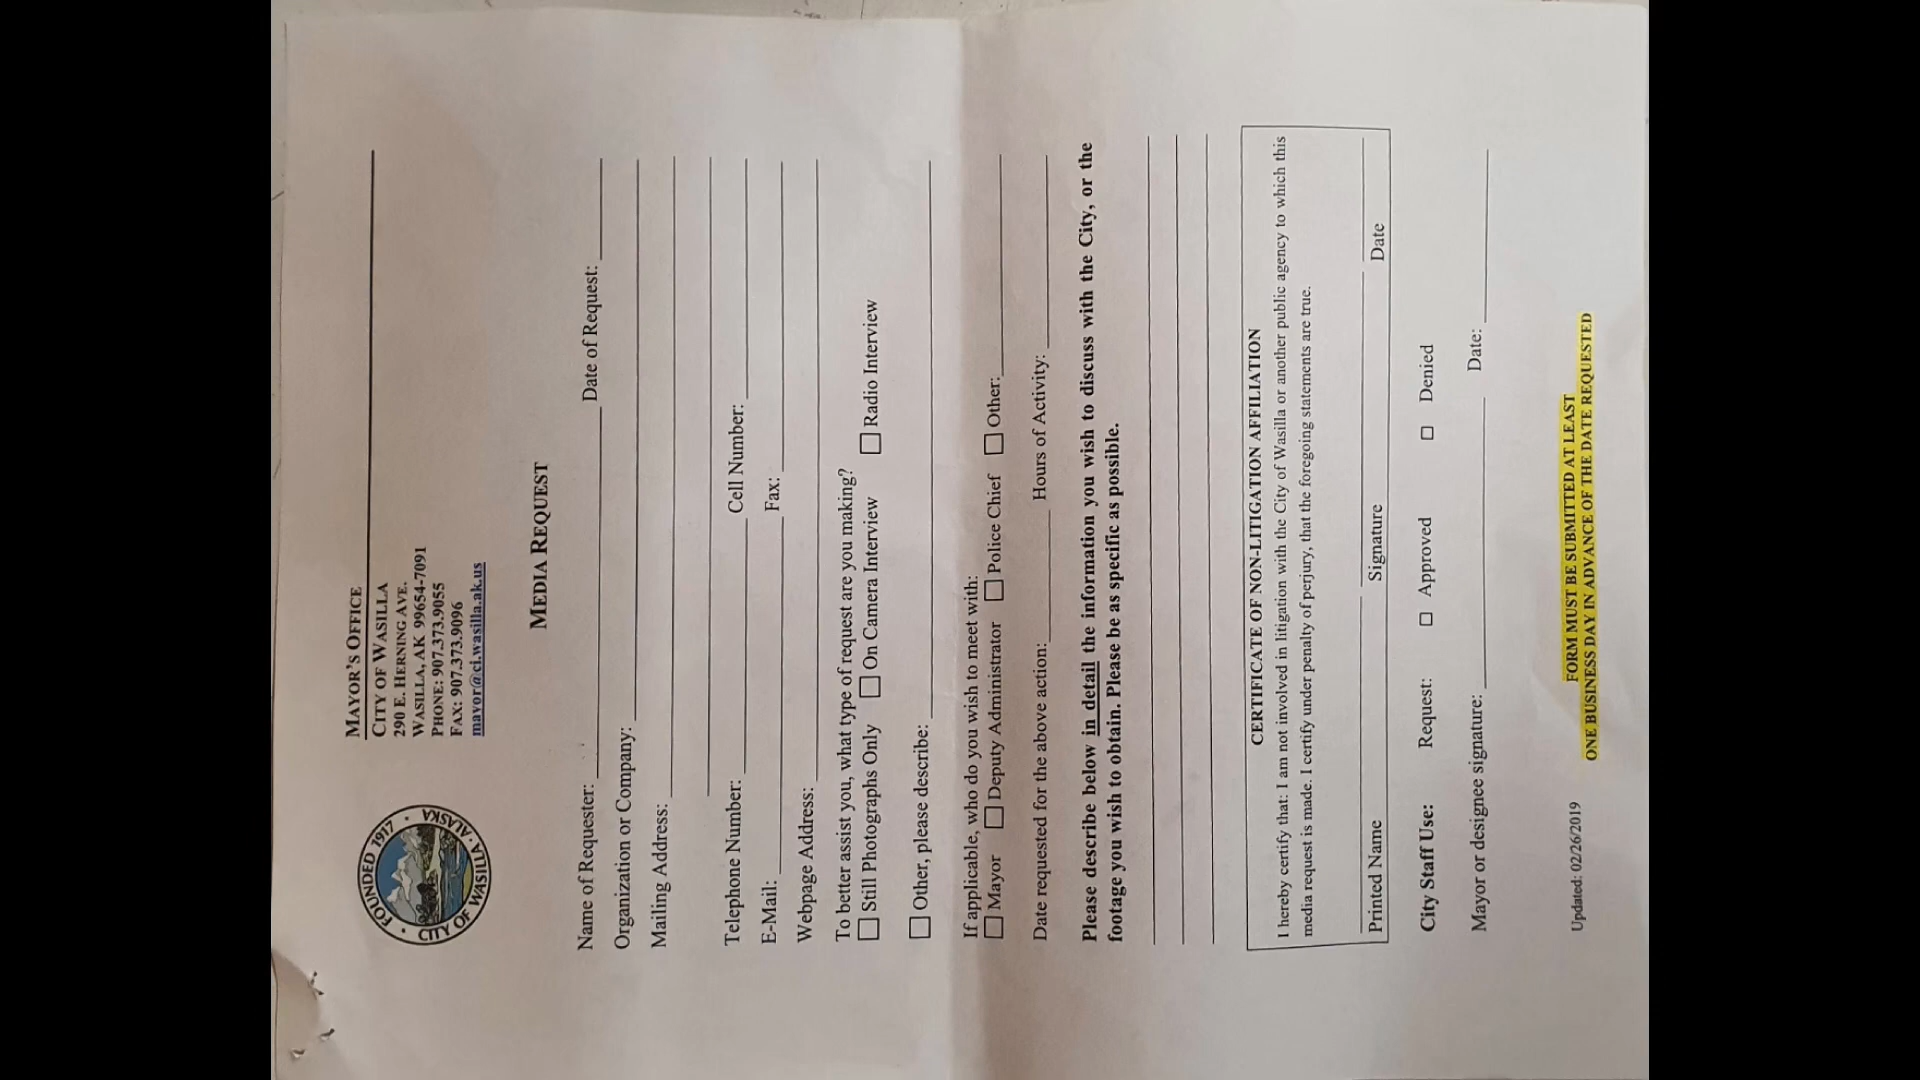 FOUNDED 1917 • CITY OF WASILLA • ALASKA •
MAYOR'S OFFICE
CITY OF WASILLA
290 E. HERNING AVE.
WASILLA, AK 99654-7091
PHONE: 907.373.9055
FAX: 907.373.9096
mayor@ci.wasilla.ak.us
MEDIA REQUEST
Name of Requester: Date of Request:
Organization or Company:
Mailing Address:
Telephone Number: Cell Number:
E-Mail: Fax:
Webpage Address:
To better assist you, what type of request are you making?
☐ Still Photographs Only ☐ On Camera Interview ☐ Radio Interview
☐ Other, please describe:
If applicable, who do you wish to meet with:
☐ Mayor ☐ Deputy Administrator ☐ Police Chief ☐ Other:
Date requested for the above action: Hours of Activity:
Please describe below in detail the information you wish to discuss with the City, or the
footage you wish to obtain. Please be as specific as possible.
CERTIFICATE OF NON-LITIGATION AFFILIATION
I hereby certify that: I am not involved in litigation with the City of Wasilla or another public agency to which this
media request is made. I certify under penalty of perjury, that the foregoing statements are true.
Printed Name Signature Date
City Staff Use: Request: ☐ Approved ☐ Denied
Mayor or designee signature: Date:
FORM MUST BE SUBMITTED AT LEAST
ONE BUSINESS DAY IN ADVANCE OF THE DATE REQUESTED
Updated: 02/26/2019